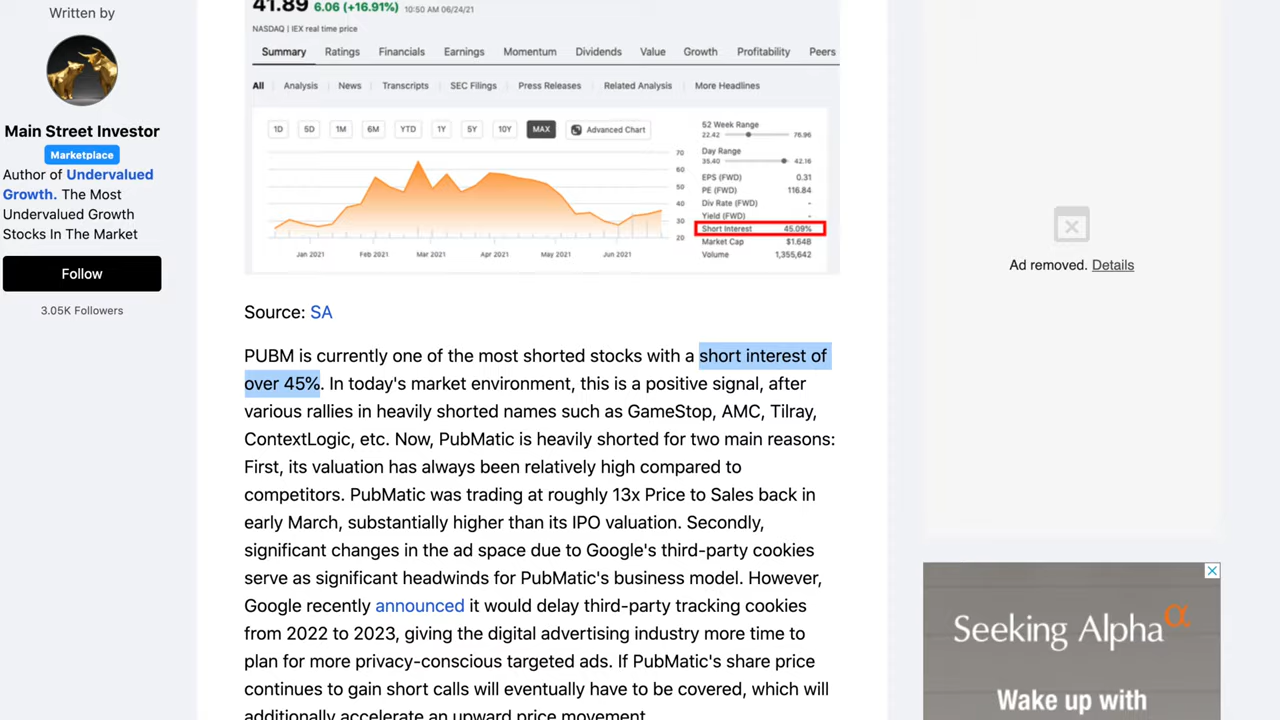 Written by
Main Street Investor
Marketplace
Author of Undervalued
Growth. The Most
Undervalued Growth
Stocks In The Market
Follow
3.05K Followers
41.89 6.06 (+16.91%) 10:50 AM 06/24/21
NASDAQ | IEX real time price
Summary Ratings Financials Earnings Momentum Dividends Value Growth Profitability Peers
All Analysis News Transcripts SEC Filings Press Releases Related Analysis More Headlines
1D 5D 1M 6M YTD 1Y 5Y 10Y MAX Advanced Chart
70
60
50
40
30
20
Jan 2021 Feb 2021 Mar 2021 Apr 2021 May 2021 Jun 2021
52 Week Range
22.42 76.96
Day Range
35.40 42.16
EPS (FWD) 0.31
PE (FWD) 116.84
Div Rate (FWD) -
Yield (FWD) -
Short Interest 45.09%
Market Cap $1.64B
Volume 1,355,642
Source: SA
PUBM is currently one of the most shorted stocks with a short interest of
over 45%. In today's market environment, this is a positive signal, after
various rallies in heavily shorted names such as GameStop, AMC, Tilray,
ContextLogic, etc. Now, PubMatic is heavily shorted for two main reasons:
First, its valuation has always been relatively high compared to
competitors. PubMatic was trading at roughly 13x Price to Sales back in
early March, substantially higher than its IPO valuation. Secondly,
significant changes in the ad space due to Google's third-party cookies
serve as significant headwinds for PubMatic's business model. However,
Google recently announced it would delay third-party tracking cookies
from 2022 to 2023, giving the digital advertising industry more time to
plan for more privacy-conscious targeted ads. If PubMatic's share price
continues to gain short calls will eventually have to be covered, which will
additionally accelerate an upward price movement.
Ad removed. Details
Seeking Alpha α
Wake up with